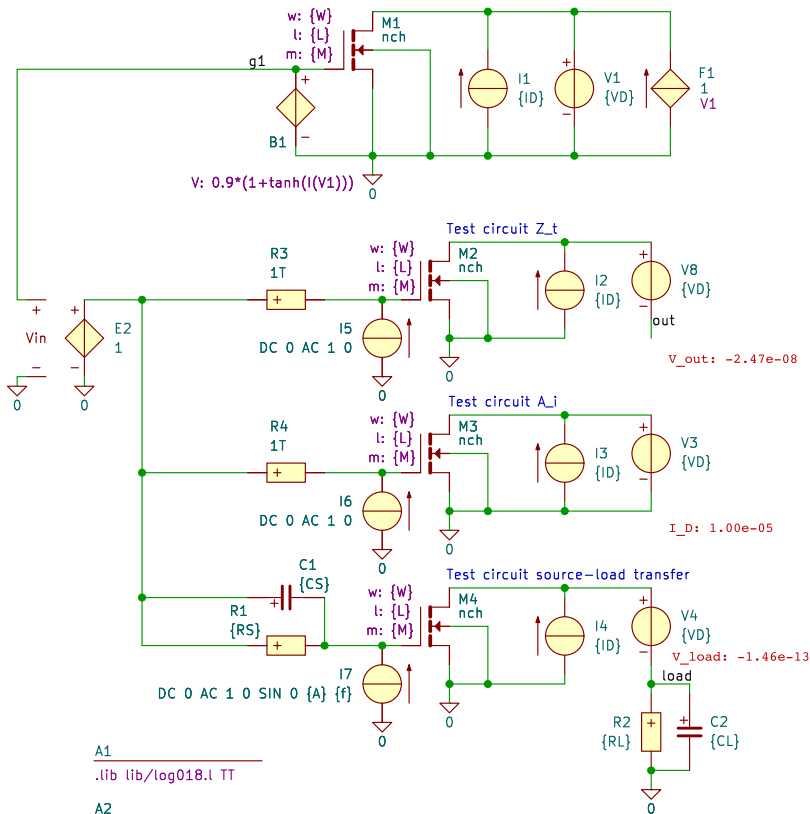 w: {W}
l: {L}
m: {M}
M1
nch
g1
+
−
B1
V: 0.9*(1+tanh(I(V1)))
0
I1
{ID}
+
−
V1
{VD}
F1
1
V1
Test circuit Z_t
w: {W}
l: {L}
m: {M}
M2
nch
R3
1T
+
I5
DC 0 AC 1 0
0
0
I2
{ID}
+
−
V8
{VD}
out
V_out: -2.47e-08
+
Vin
−
0
+
−
E2
1
0
Test circuit A_i
w: {W}
l: {L}
m: {M}
M3
nch
R4
1T
+
I6
DC 0 AC 1 0
0
0
I3
{ID}
+
−
V3
{VD}
I_D: 1.00e-05
Test circuit source-load transfer
w: {W}
l: {L}
m: {M}
M4
nch
C1
{CS}
+
R1
{RS}
+
I7
DC 0 AC 1 0 SIN 0 {A} {f}
0
0
I4
{ID}
+
−
V4
{VD}
V_load: -1.46e-13
load
R2
{RL}
+
+
C2
{CL}
0
A1
.lib lib/log018.l TT
A2